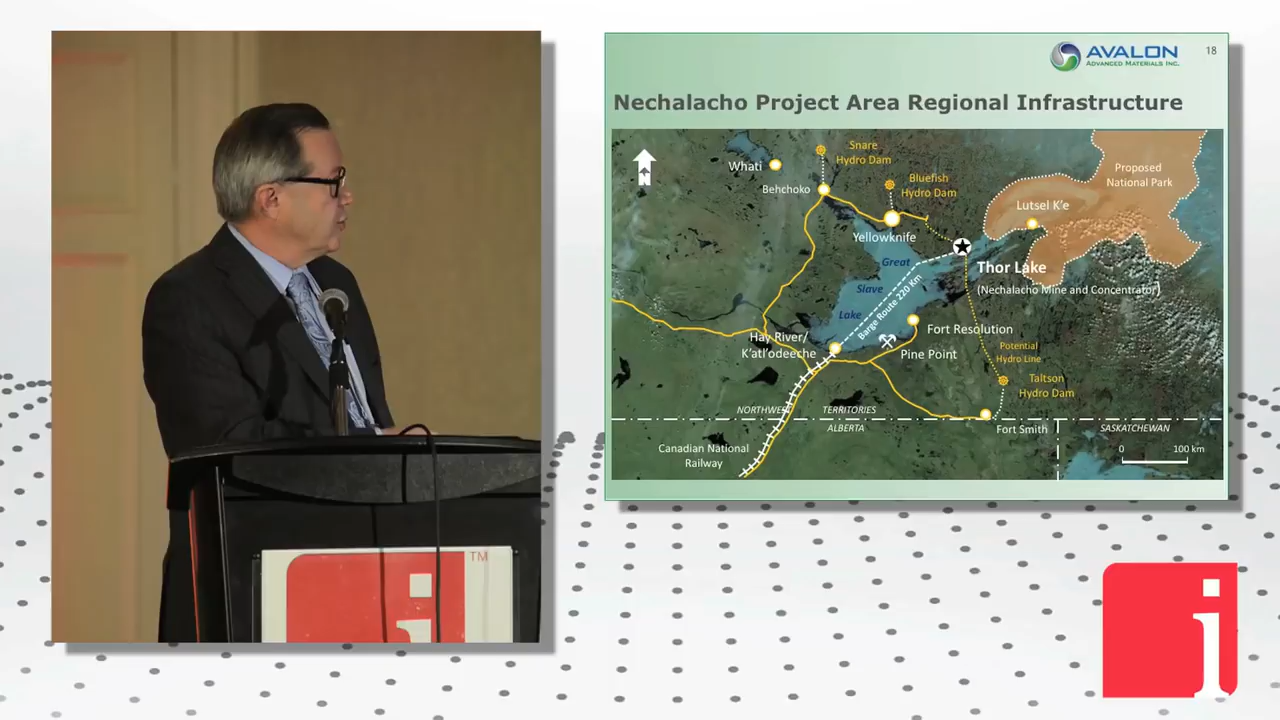 AVALON
ADVANCED MATERIALS INC.
18
Nechalacho Project Area Regional Infrastructure
Snare
Hydro Dam
Whati
Proposed
National Park
Bluefish
Hydro Dam
Behchoko
Lutsel K'e
Yellowknife
Great
Slave
Lake
Thor Lake
(Nechalacho Mine and Concentrator)
Barge Route 220 Km
Fort Resolution
Hay River/
K'atl'odeeche
Pine Point
Potential
Hydro Line
Taltson
Hydro Dam
NORTHWEST TERRITORIES
ALBERTA
Fort Smith
SASKATCHEWAN
Canadian National
Railway
0 100 km
i
TM
i